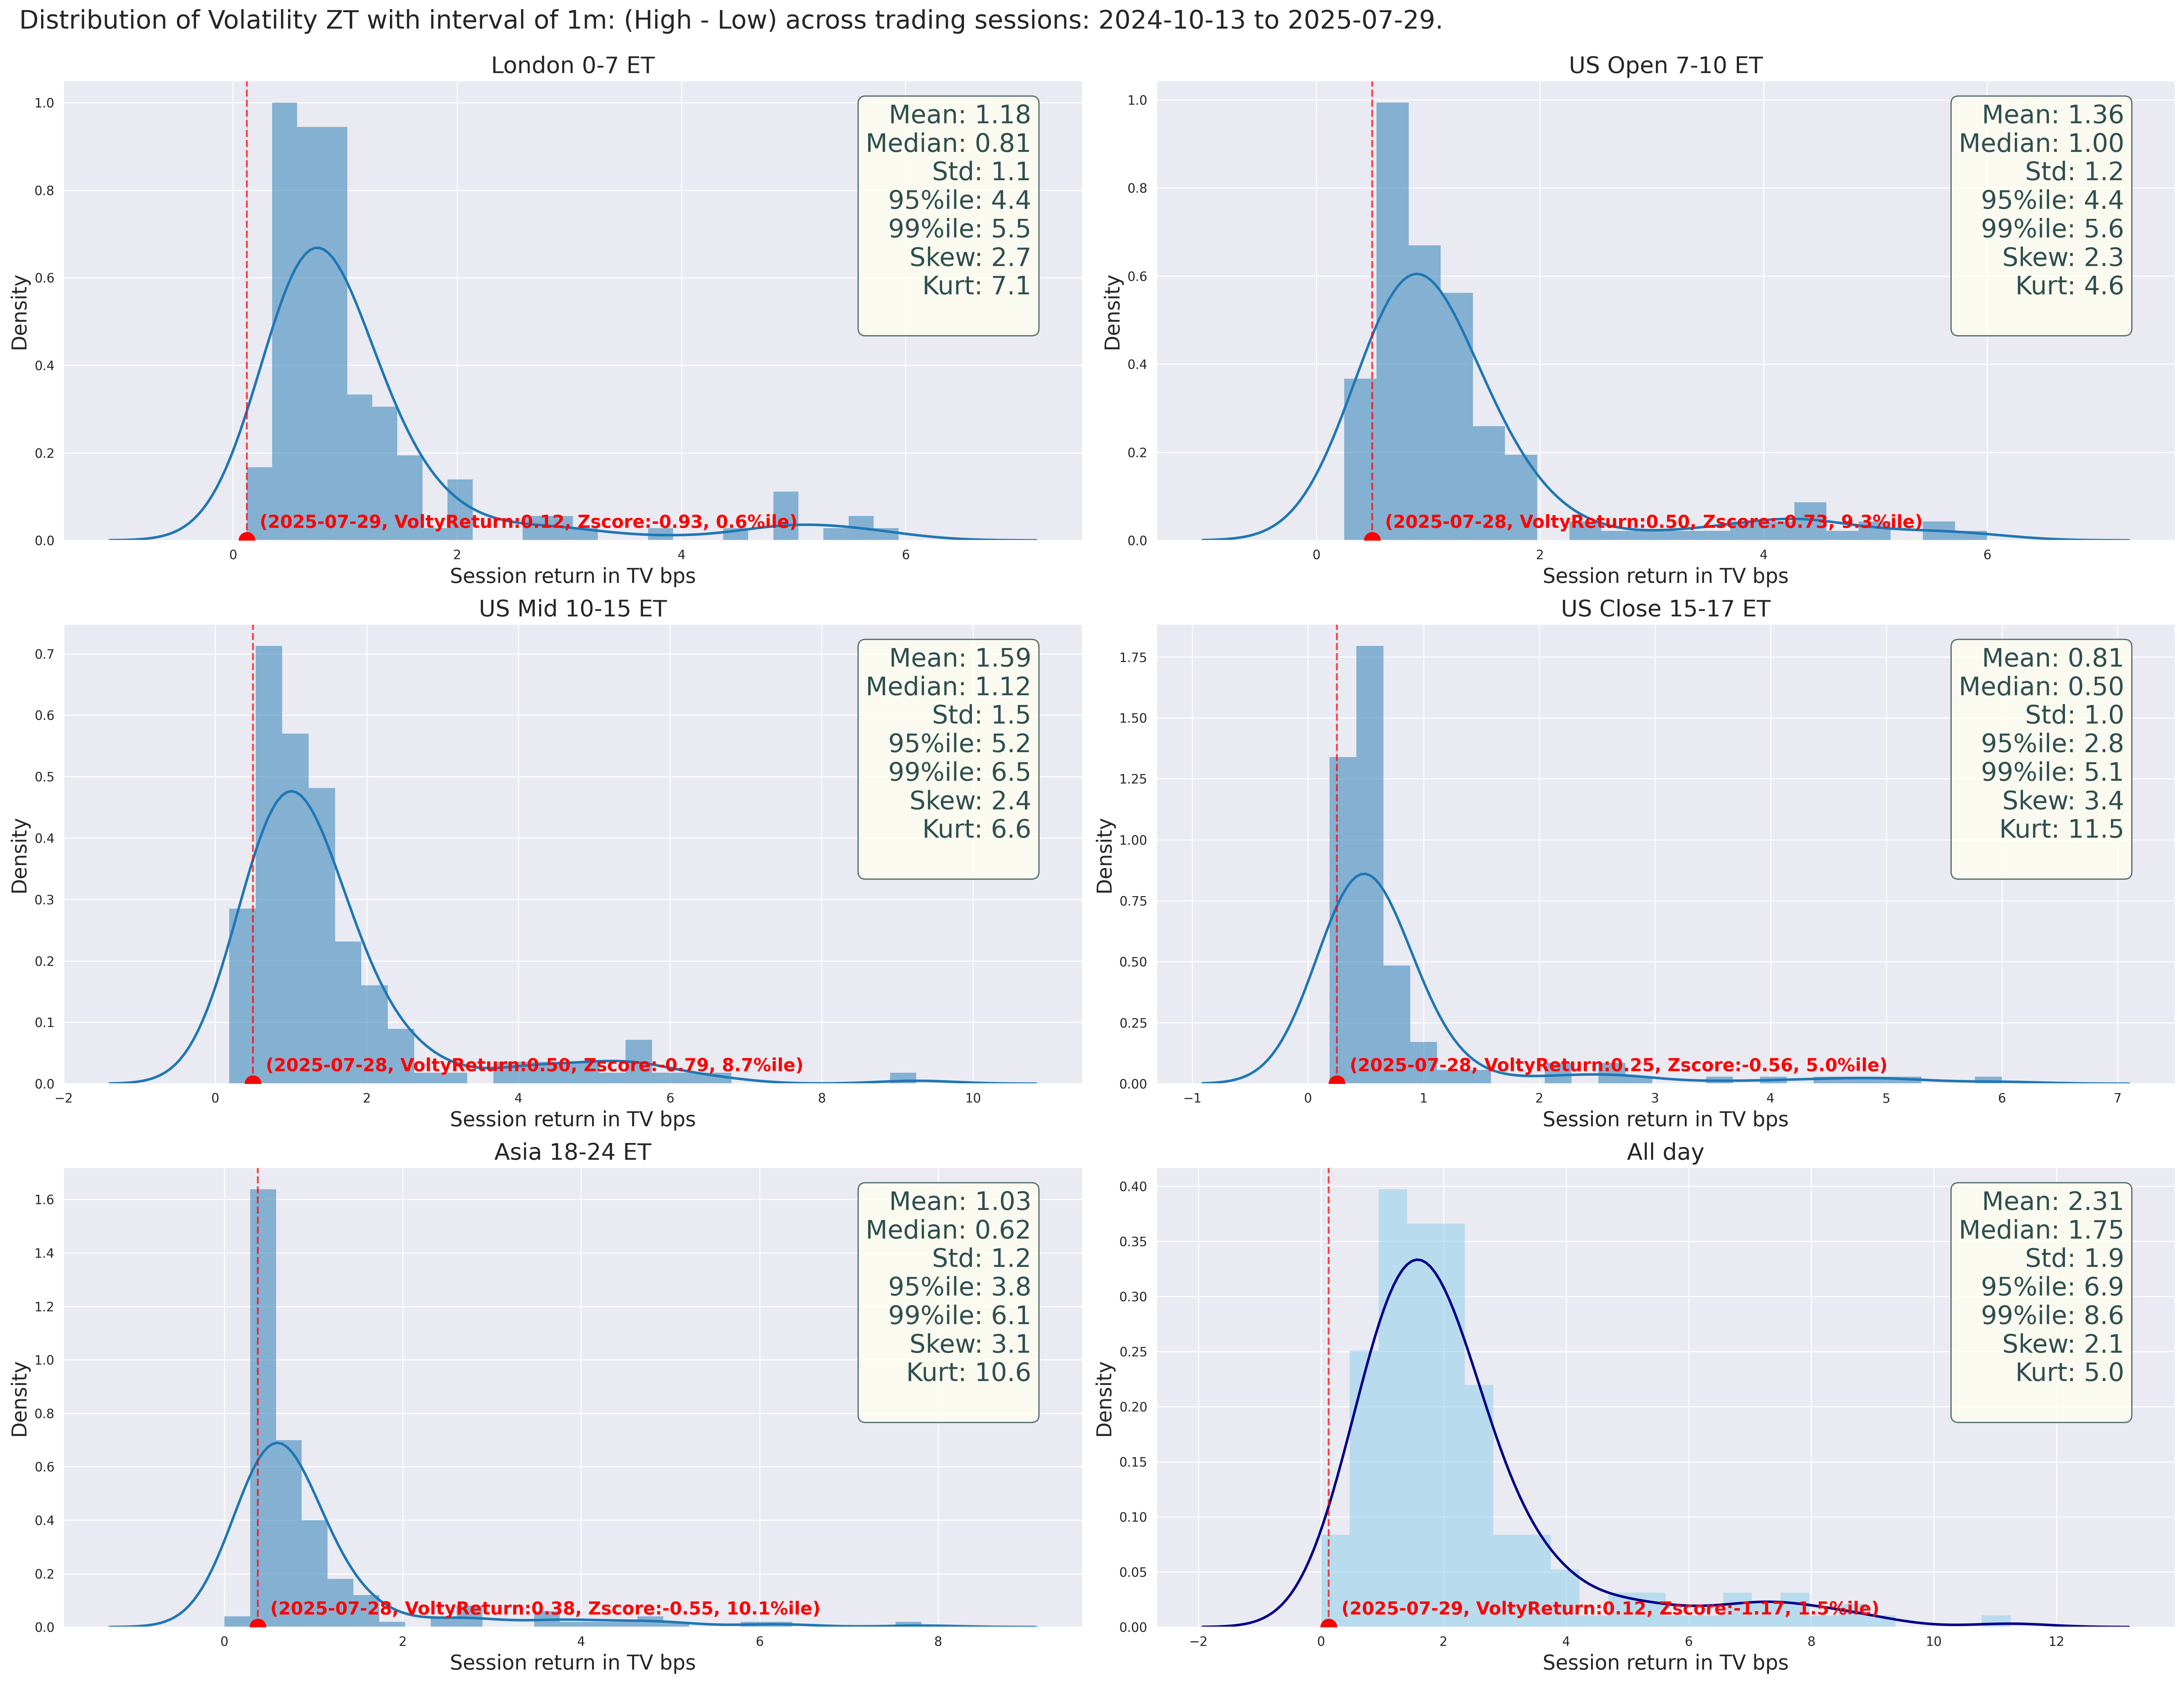 Distribution of Volatility ZT with interval of 1m: (High - Low) across trading sessions: 2024-10-13 to 2025-07-29.
London 0-7 ET
Density
1.0
0.8
0.6
0.4
0.2
0.0
Mean: 1.18
Median: 0.81
Std: 1.1
95%ile: 4.4
99%ile: 5.5
Skew: 2.7
Kurt: 7.1
(2025-07-29, VoltyReturn:0.12, Zscore:-0.93, 0.6%ile)
0 2 4 6
Session return in TV bps
US Open 7-10 ET
Density
1.0
0.8
0.6
0.4
0.2
0.0
Mean: 1.36
Median: 1.00
Std: 1.2
95%ile: 4.4
99%ile: 5.6
Skew: 2.3
Kurt: 4.6
(2025-07-28, VoltyReturn:0.50, Zscore:-0.73, 9.3%ile)
0 2 4 6
Session return in TV bps
US Mid 10-15 ET
Density
0.7
0.6
0.5
0.4
0.3
0.2
0.1
0.0
Mean: 1.59
Median: 1.12
Std: 1.5
95%ile: 5.2
99%ile: 6.5
Skew: 2.4
Kurt: 6.6
(2025-07-28, VoltyReturn:0.50, Zscore:-0.79, 8.7%ile)
−2 0 2 4 6 8 10
Session return in TV bps
US Close 15-17 ET
Density
1.75
1.50
1.25
1.00
0.75
0.50
0.25
0.00
Mean: 0.81
Median: 0.50
Std: 1.0
95%ile: 2.8
99%ile: 5.1
Skew: 3.4
Kurt: 11.5
(2025-07-28, VoltyReturn:0.25, Zscore:-0.56, 5.0%ile)
−1 0 1 2 3 4 5 6 7
Session return in TV bps
Asia 18-24 ET
Density
1.6
1.4
1.2
1.0
0.8
0.6
0.4
0.2
0.0
Mean: 1.03
Median: 0.62
Std: 1.2
95%ile: 3.8
99%ile: 6.1
Skew: 3.1
Kurt: 10.6
(2025-07-28, VoltyReturn:0.38, Zscore:-0.55, 10.1%ile)
0 2 4 6 8
Session return in TV bps
All day
Density
0.40
0.35
0.30
0.25
0.20
0.15
0.10
0.05
0.00
Mean: 2.31
Median: 1.75
Std: 1.9
95%ile: 6.9
99%ile: 8.6
Skew: 2.1
Kurt: 5.0
(2025-07-29, VoltyReturn:0.12, Zscore:-1.17, 1.5%ile)
−2 0 2 4 6 8 10 12
Session return in TV bps